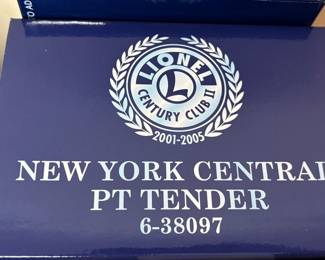 LIONEL
L
CENTURY CLUB II
2001-2005
NEW YORK CENTRAL
PT TENDER
6-38097